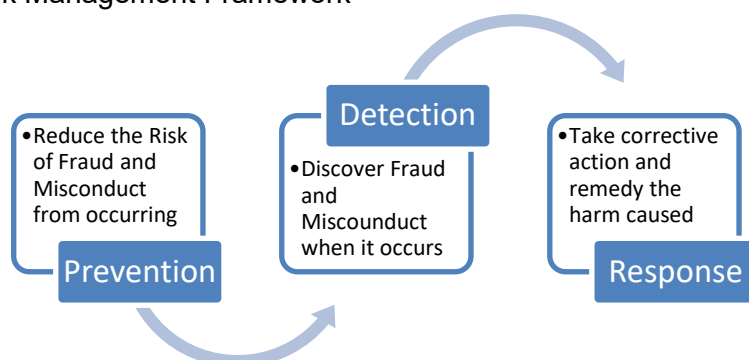 k Management Framework
•Reduce the Risk
of Fraud and
Misconduct
from occurring
Prevention
Detection
•Discover Fraud
and
Miscounduct
when it occurs
•Take corrective
action and
remedy the
harm caused
Response